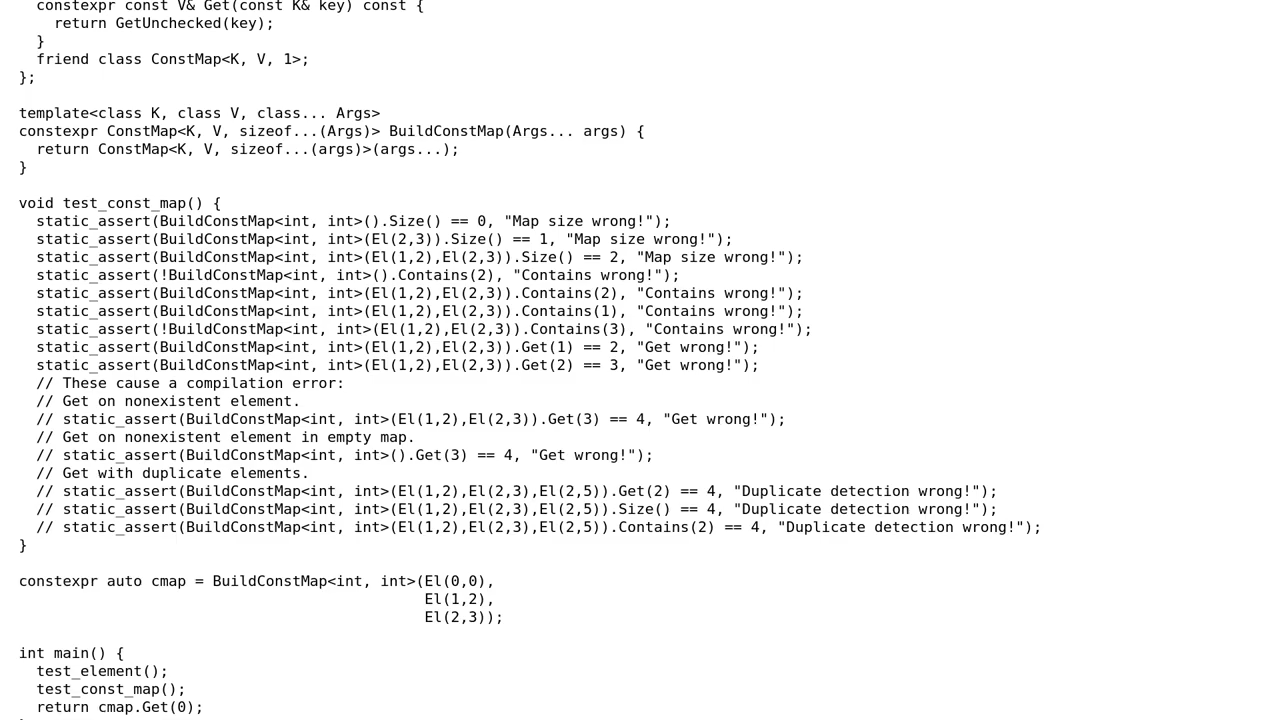 constexpr const V& Get(const K& key) const {
    return GetUnchecked(key);
  }
  friend class ConstMap<K, V, 1>;
};

template<class K, class V, class... Args>
constexpr ConstMap<K, V, sizeof...(Args)> BuildConstMap(Args... args) {
  return ConstMap<K, V, sizeof...(args)>(args...);
}

void test_const_map() {
  static_assert(BuildConstMap<int, int>().Size() == 0, "Map size wrong!");
  static_assert(BuildConstMap<int, int>(El(2,3)).Size() == 1, "Map size wrong!");
  static_assert(BuildConstMap<int, int>(El(1,2),El(2,3)).Size() == 2, "Map size wrong!");
  static_assert(!BuildConstMap<int, int>().Contains(2), "Contains wrong!");
  static_assert(BuildConstMap<int, int>(El(1,2),El(2,3)).Contains(2), "Contains wrong!");
  static_assert(BuildConstMap<int, int>(El(1,2),El(2,3)).Contains(1), "Contains wrong!");
  static_assert(!BuildConstMap<int, int>(El(1,2),El(2,3)).Contains(3), "Contains wrong!");
  static_assert(BuildConstMap<int, int>(El(1,2),El(2,3)).Get(1) == 2, "Get wrong!");
  static_assert(BuildConstMap<int, int>(El(1,2),El(2,3)).Get(2) == 3, "Get wrong!");
  // These cause a compilation error:
  // Get on nonexistent element.
  // static_assert(BuildConstMap<int, int>(El(1,2),El(2,3)).Get(3) == 4, "Get wrong!");
  // Get on nonexistent element in empty map.
  // static_assert(BuildConstMap<int, int>().Get(3) == 4, "Get wrong!");
  // Get with duplicate elements.
  // static_assert(BuildConstMap<int, int>(El(1,2),El(2,3),El(2,5)).Get(2) == 4, "Duplicate detection wrong!");
  // static_assert(BuildConstMap<int, int>(El(1,2),El(2,3),El(2,5)).Size() == 4, "Duplicate detection wrong!");
  // static_assert(BuildConstMap<int, int>(El(1,2),El(2,3),El(2,5)).Contains(2) == 4, "Duplicate detection wrong!");
}

constexpr auto cmap = BuildConstMap<int, int>(El(0,0),
                                              El(1,2),
                                              El(2,3));

int main() {
  test_element();
  test_const_map();
  return cmap.Get(0);